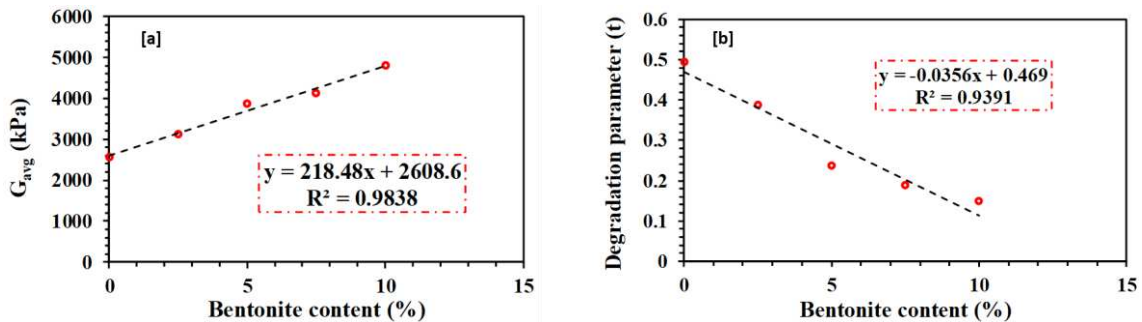 [a]
G_avg (kPa)
6000
5000
4000
3000
2000
1000
0
y = 218.48x + 2608.6
R² = 0.9838
0
5
10
15
Bentonite content (%)
[b]
Degradation parameter (t)
0.6
0.5
0.4
0.3
0.2
0.1
0
y = -0.0356x + 0.469
R² = 0.9391
0
5
10
15
Bentonite content (%)